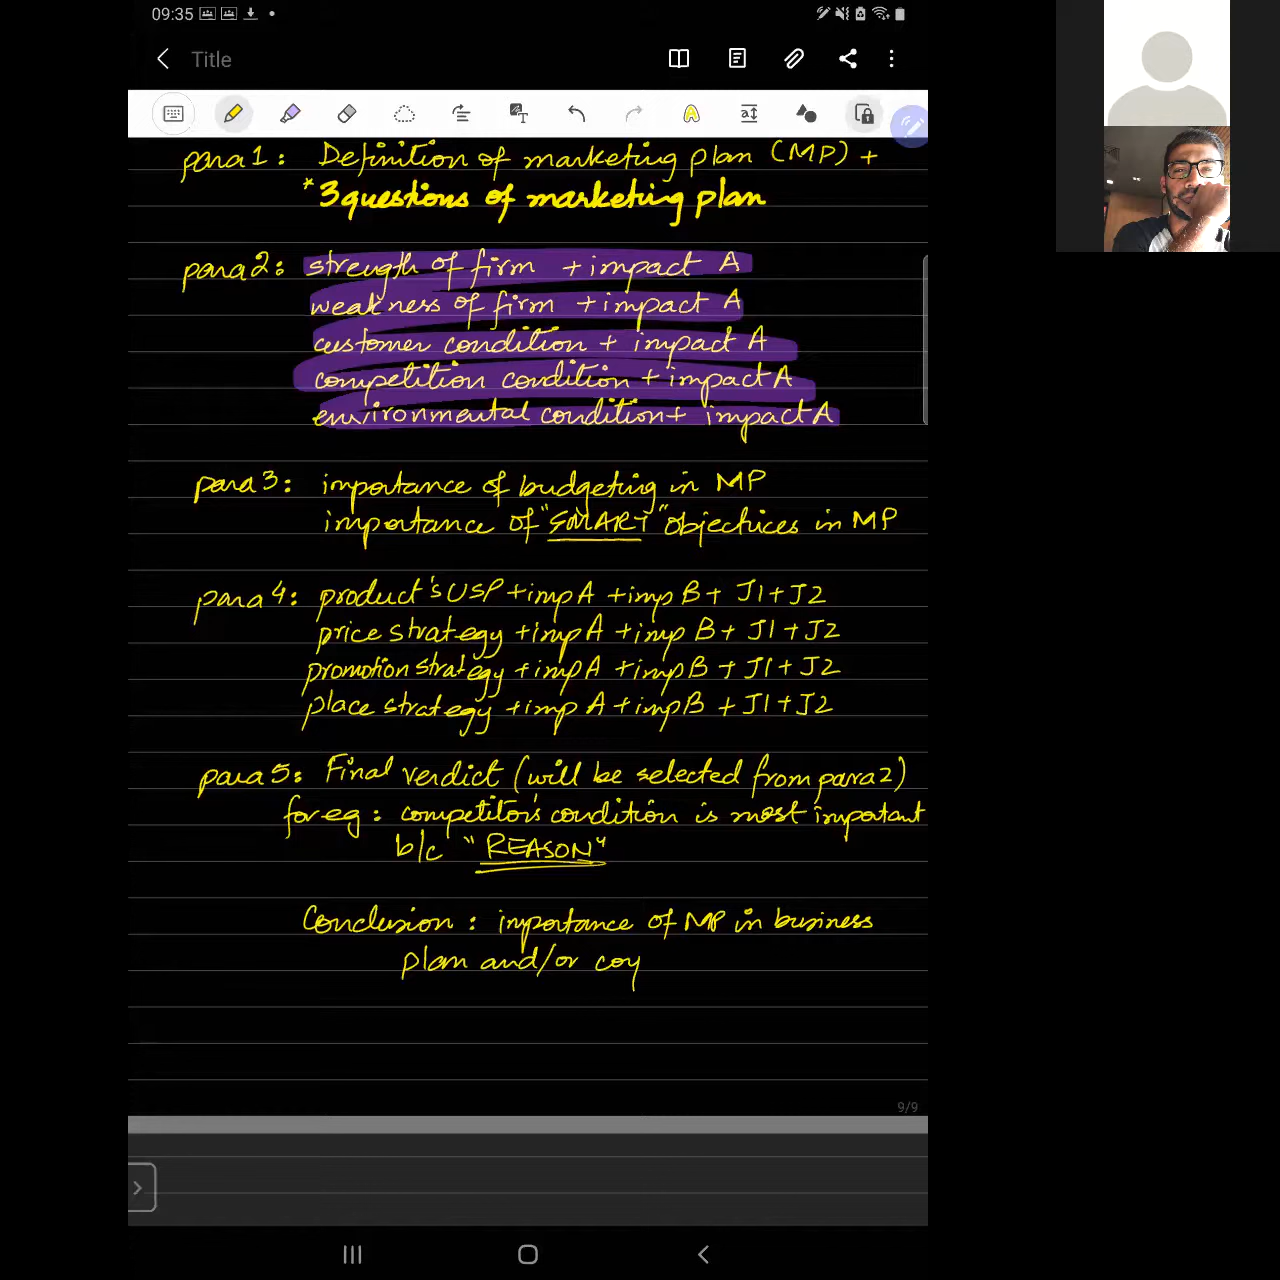 09:35
Title
para 1: Definition of marketing plan (MP) +
* 3 questions of marketing plan
para 2: strength of firm + impact A
weakness of firm + impact A
customer condition + impact A
competition condition + impact A
environmental condition + impact A
para 3: importance of budgeting in MP
importance of "SMART" objectives in MP
para 4: product's USP + imp A + imp B + J1 + J2
price strategy + imp A + imp B + J1 + J2
promotion strategy + imp A + imp B + J1 + J2
place strategy + imp A + imp B + J1 + J2
para 5: Final verdict (will be selected from para 2)
for eg: competitor's condition is most important
b/c "REASON"
Conclusion: importance of MP in business
plan and/or coy
9/9